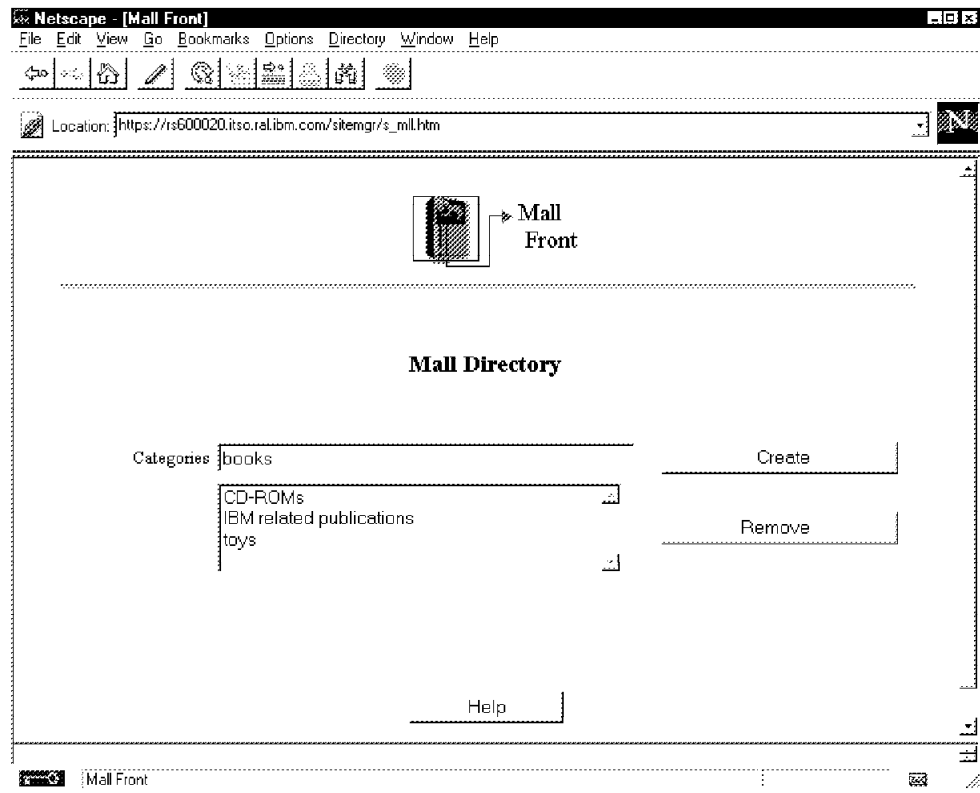 Netscape - [Mall Front]
File Edit View Go Bookmarks Options Directory Window Help
Location: https://rs600020.itso.ral.ibm.com/sitemgr/s_mll.htm
N
Mall
Front
Mall Directory
Categories books Create
CD-ROMs
IBM related publications
toys
Remove
Help
Mall Front